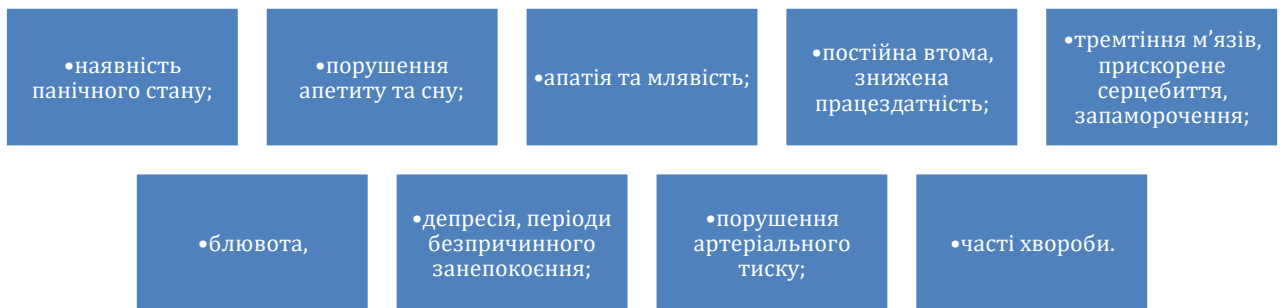 •наявність
панічного стану;
•порушення
апетиту та сну;
•апатія та млявість;
•постійна втома,
знижена
працездатність;
•тремтіння м’язів,
прискорене
серцебиття,
запаморочення;
•блювота,
•депресія, періоди
безпричинного
занепокоєння;
•порушення
артеріального
тиску;
•часті хвороби.